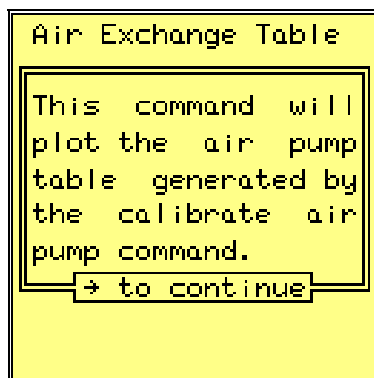 Air Exchange Table
This command will
plot the air pump
table generated by
the calibrate air
pump command.
→ to continue